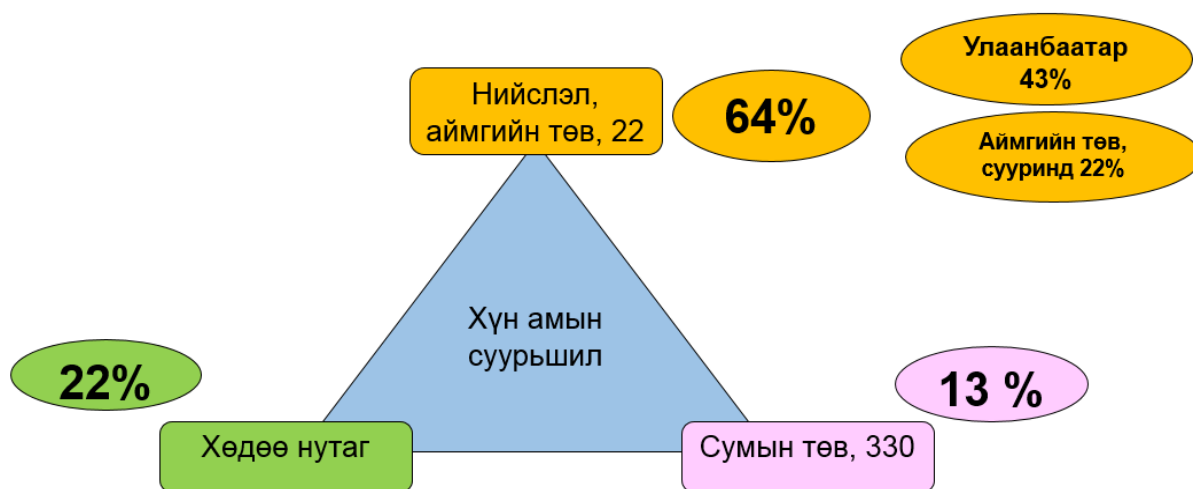 Улаанбаатар
43%
Нийслэл,
аймгийн төв, 22
64%
Аймгийн төв,
сууринд 22%
Хүн амын
суурьшил
22%
13 %
Хөдөө нутаг
Сумын төв, 330